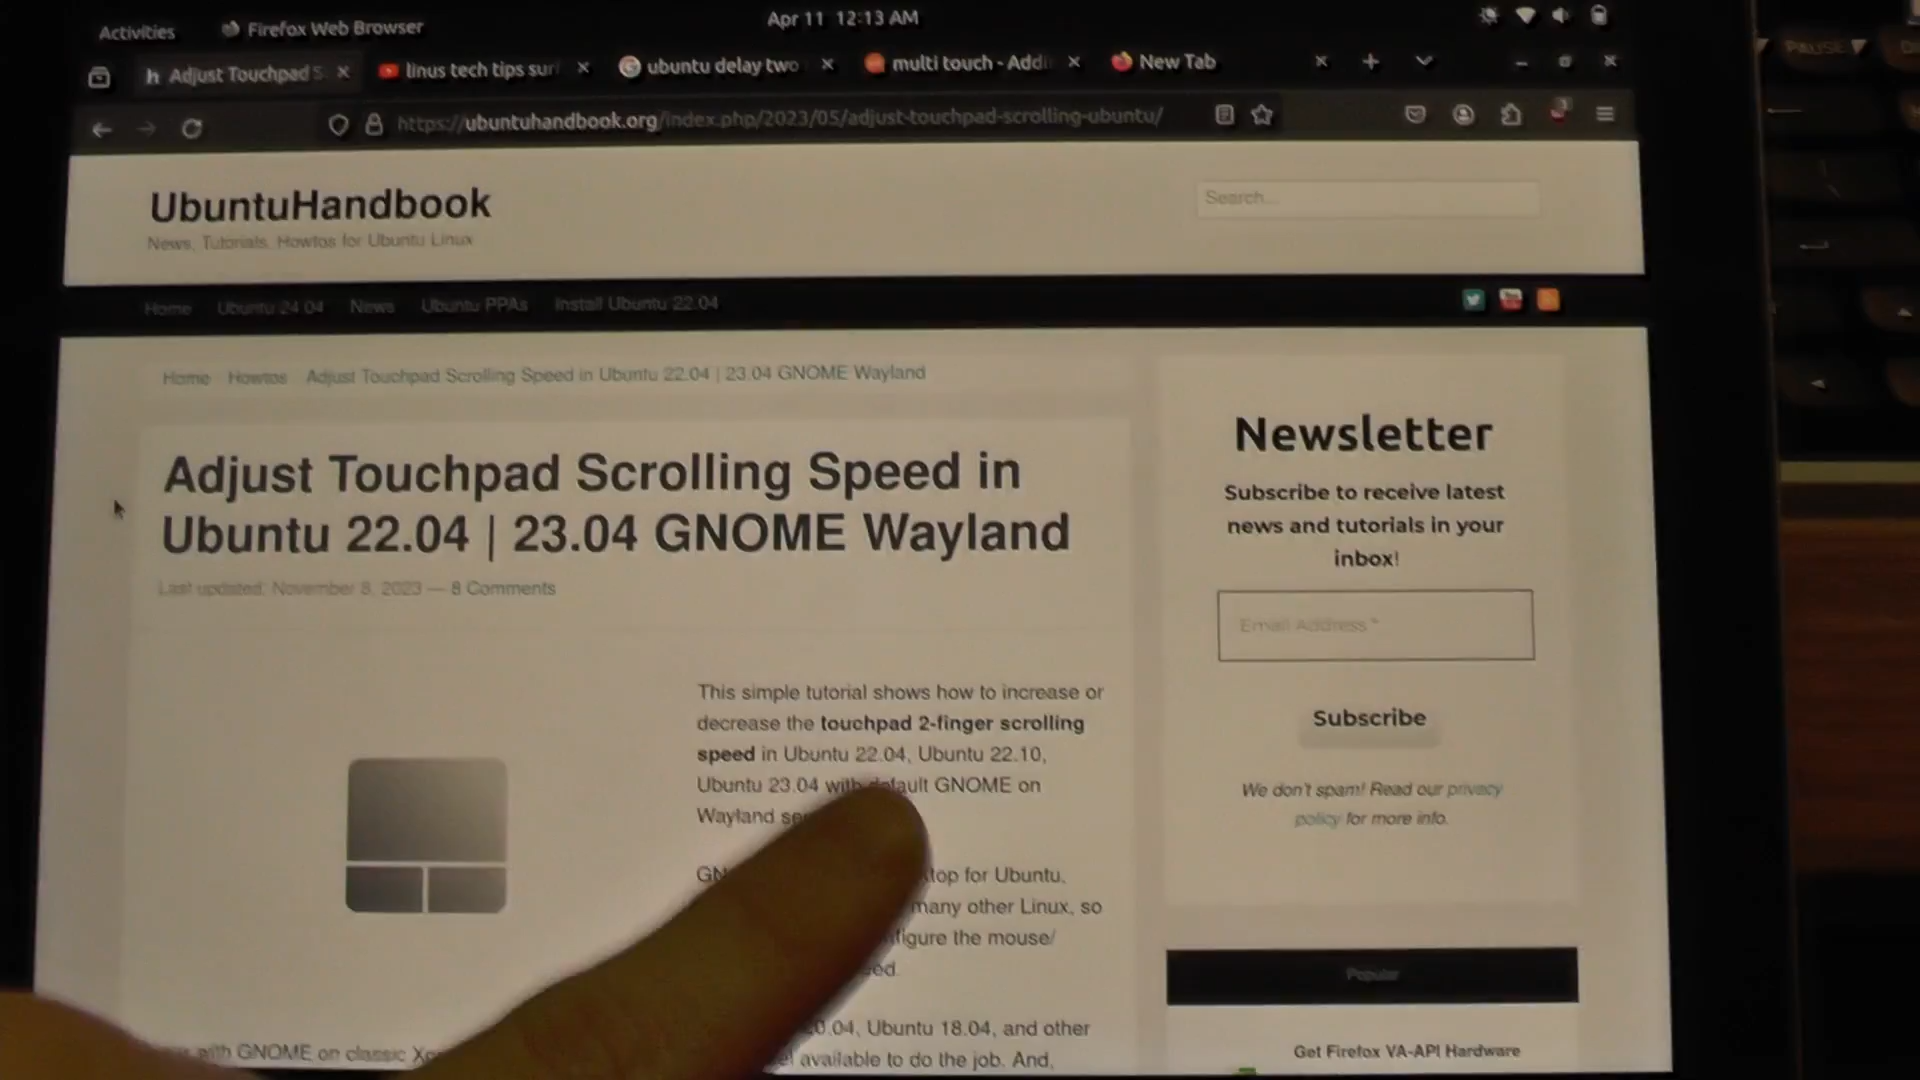 Activities Firefox Web Browser Apr 11 12:13 AM
h Adjust Touchpad S linus tech tips sur ubuntu delay two multi touch - Addi New Tab
https://ubuntuhandbook.org/index.php/2023/05/adjust-touchpad-scrolling-ubuntu/
UbuntuHandbook
Search...
News, Tutorials, Howtos for Ubuntu Linux
Home Ubuntu 24.04 News Ubuntu PPAs Install Ubuntu 22.04
Home Howtos Adjust Touchpad Scrolling Speed in Ubuntu 22.04 | 23.04 GNOME Wayland
Adjust Touchpad Scrolling Speed in
Ubuntu 22.04 | 23.04 GNOME Wayland
Last updated: November 8, 2023 — 8 Comments
This simple tutorial shows how to increase or
decrease the touchpad 2-finger scrolling
speed in Ubuntu 22.04, Ubuntu 22.10,
Ubuntu 23.04 with default GNOME on
Wayland
top for Ubuntu,
many other Linux, so
figure the mouse/
Ubuntu 18.04, and other
with GNOME on classic
available to do the job. And,
Newsletter
Subscribe to receive latest
news and tutorials in your
inbox!
Email Address *
Subscribe
We don't spam! Read our privacy
policy for more info.
Popular
Get Firefox VA-API Hardware
PAUSE